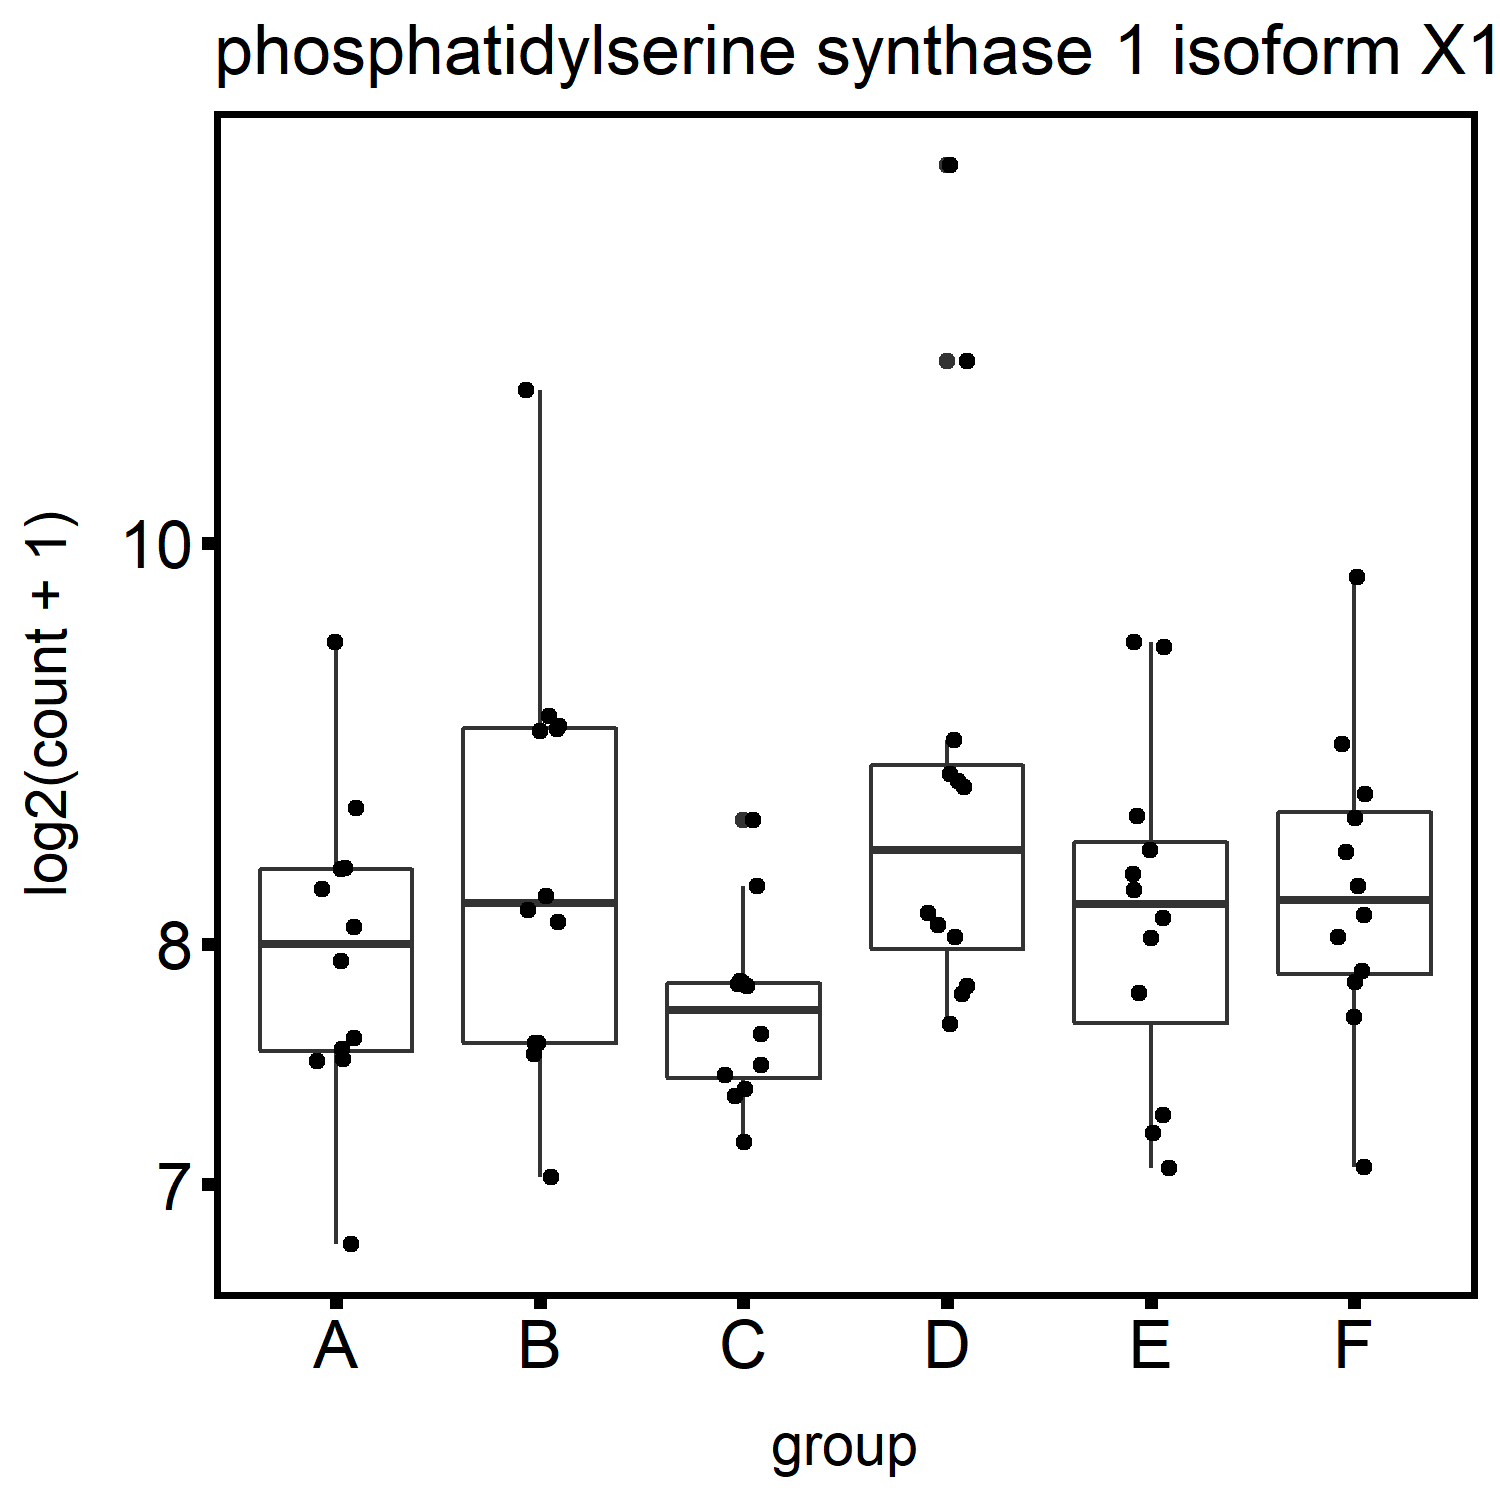 phosphatidylserine synthase 1 isoform X1
log2(count + 1)
10
8
7
A B C D E F
group